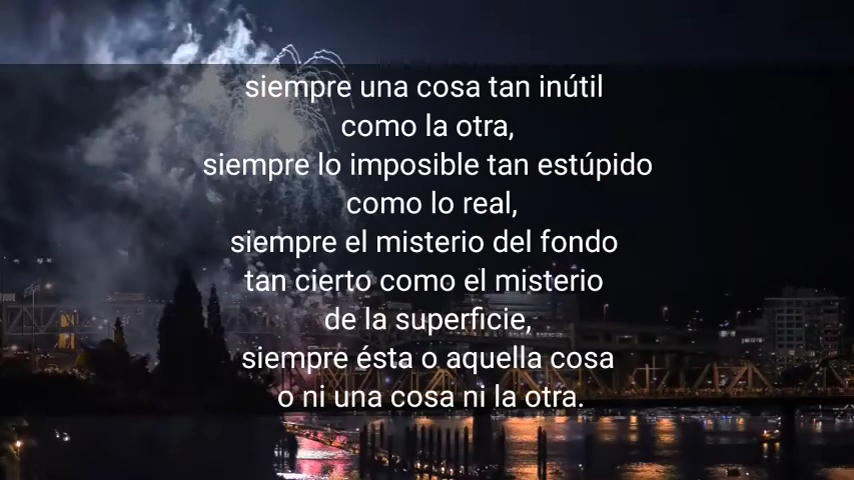 siempre una cosa tan inútil
como la otra,
siempre lo imposible tan estúpido
como lo real,
siempre el misterio del fondo
tan cierto como el misterio
de la superficie,
siempre ésta o aquella cosa
o ni una cosa ni la otra.